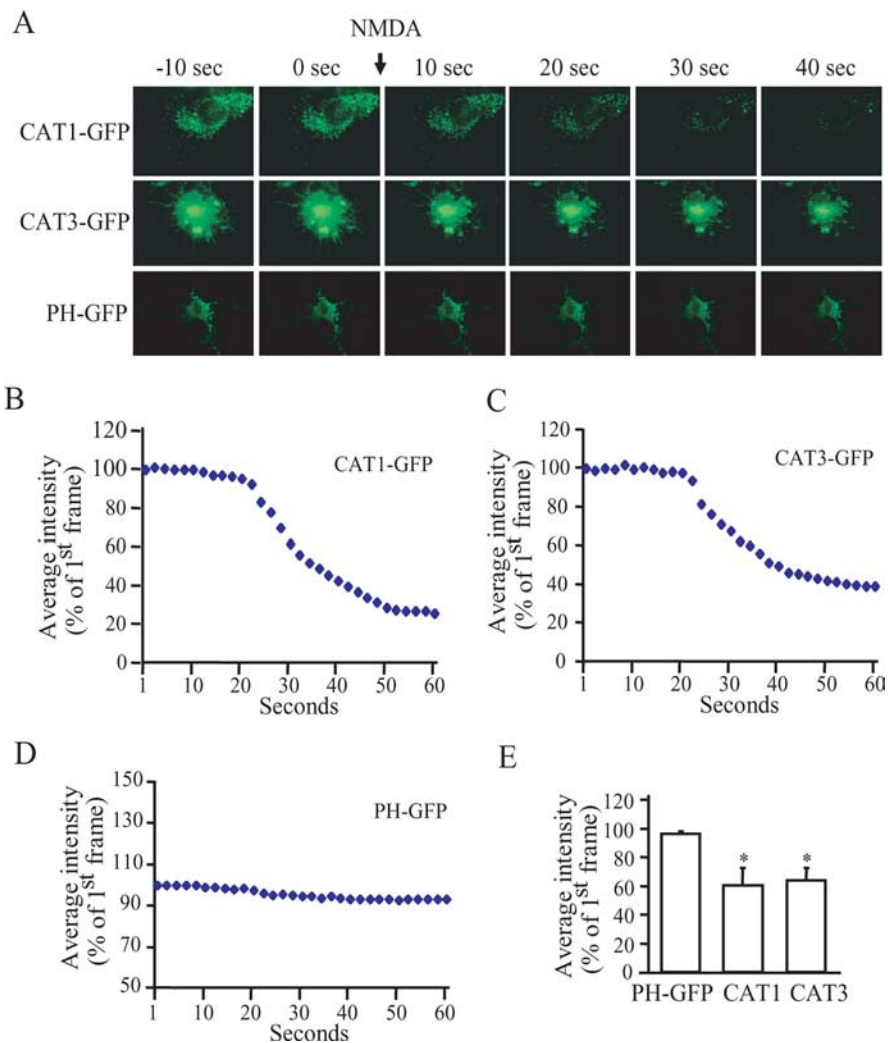 A
NMDA
-10 sec 0 sec 10 sec 20 sec 30 sec 40 sec
CAT1-GFP
CAT3-GFP
PH-GFP
B
Average intensity
(% of 1st frame)
120
100
80
60
40
20
0
CAT1-GFP
1 10 20 30 40 50 60
Seconds
C
Average intensity
(% of 1st frame)
120
100
80
60
40
20
0
CAT3-GFP
1 10 20 30 40 50 60
Seconds
D
Average intensity
(% of 1st frame)
150
130
110
90
70
50
PH-GFP
1 10 20 30 40 50 60
Seconds
E
Average intensity
(% of 1st frame)
120
100
80
60
40
20
0
* *
PH-GFP CAT1 CAT3